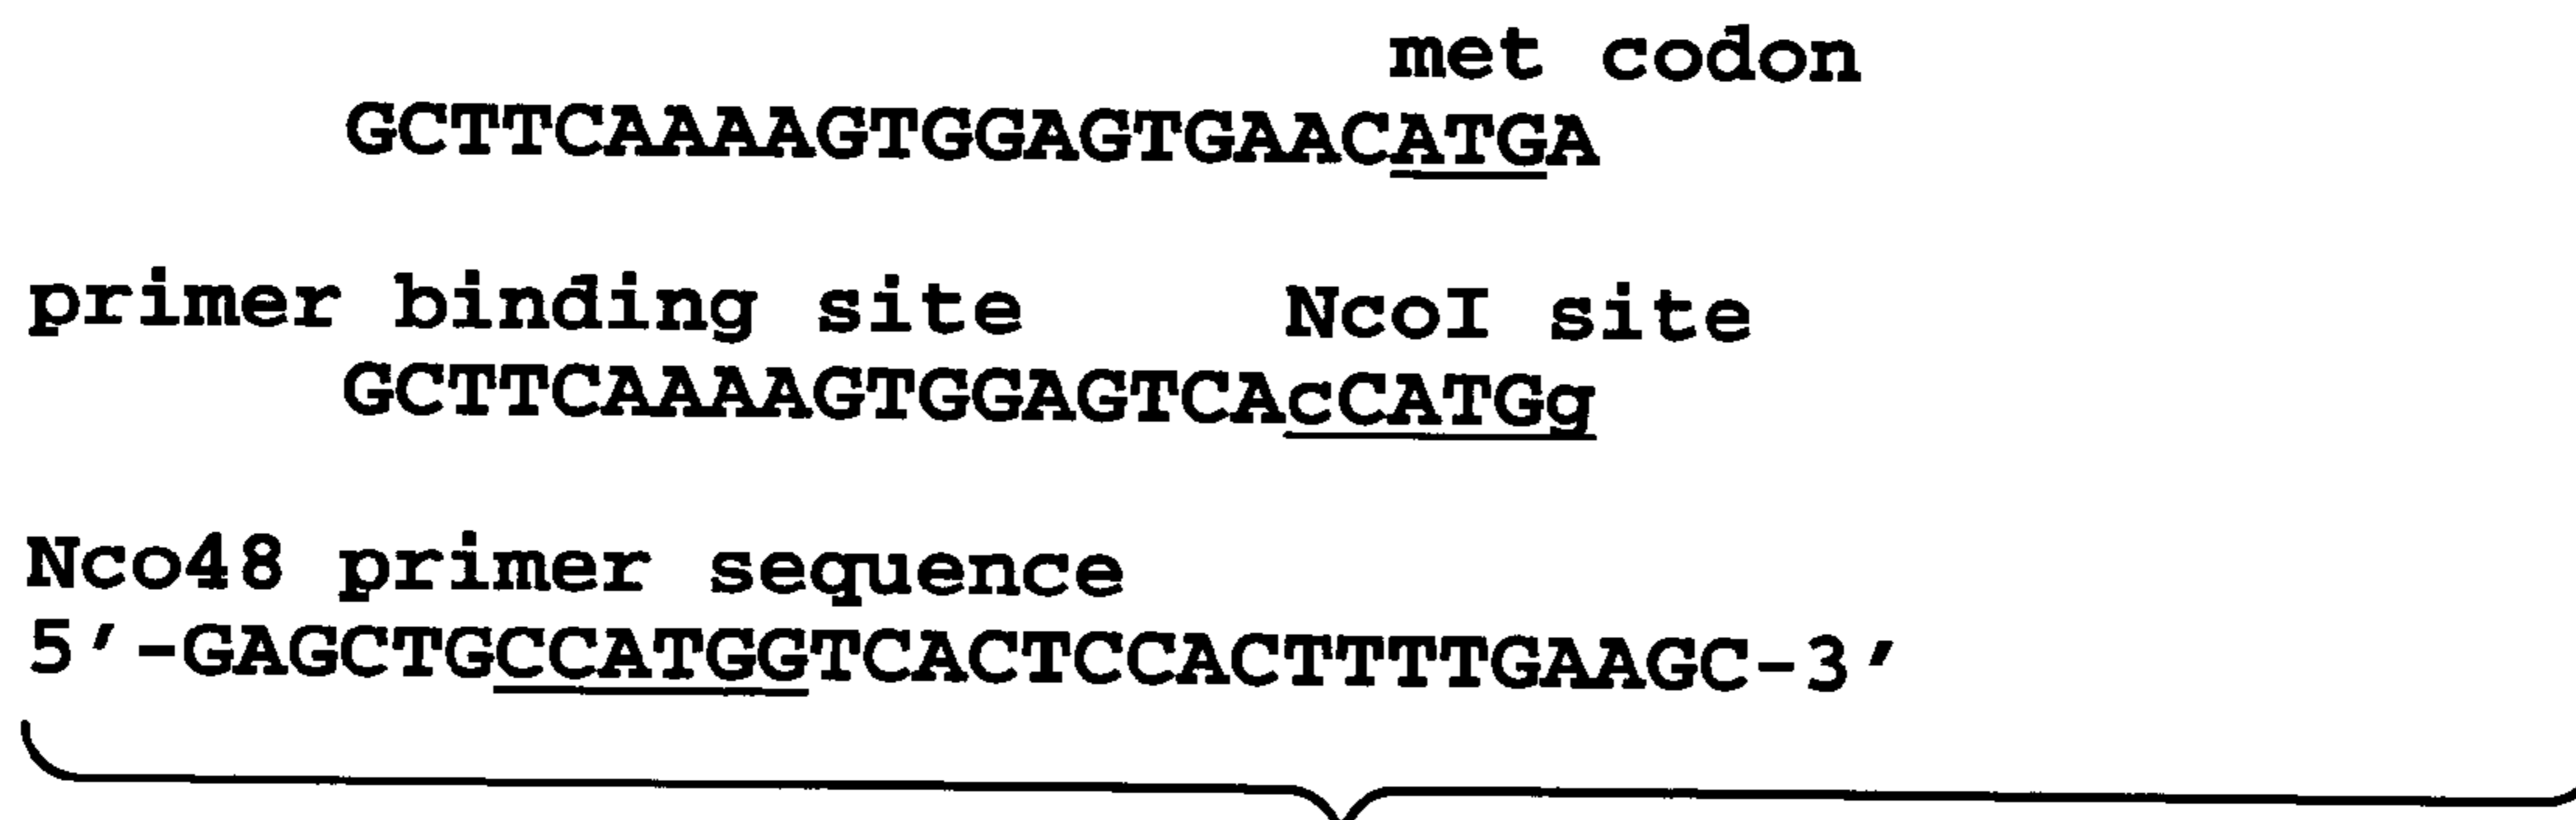 met codon
GCTTCAAAAGTGGAGTGAACATGA
primer binding site NcoI site
GCTTCAAAAGTGGAGTCAcCATGg
Nco48 primer sequence
5'-GAGCTGCCATGGTCACTCCACTTTTGAAGC-3'